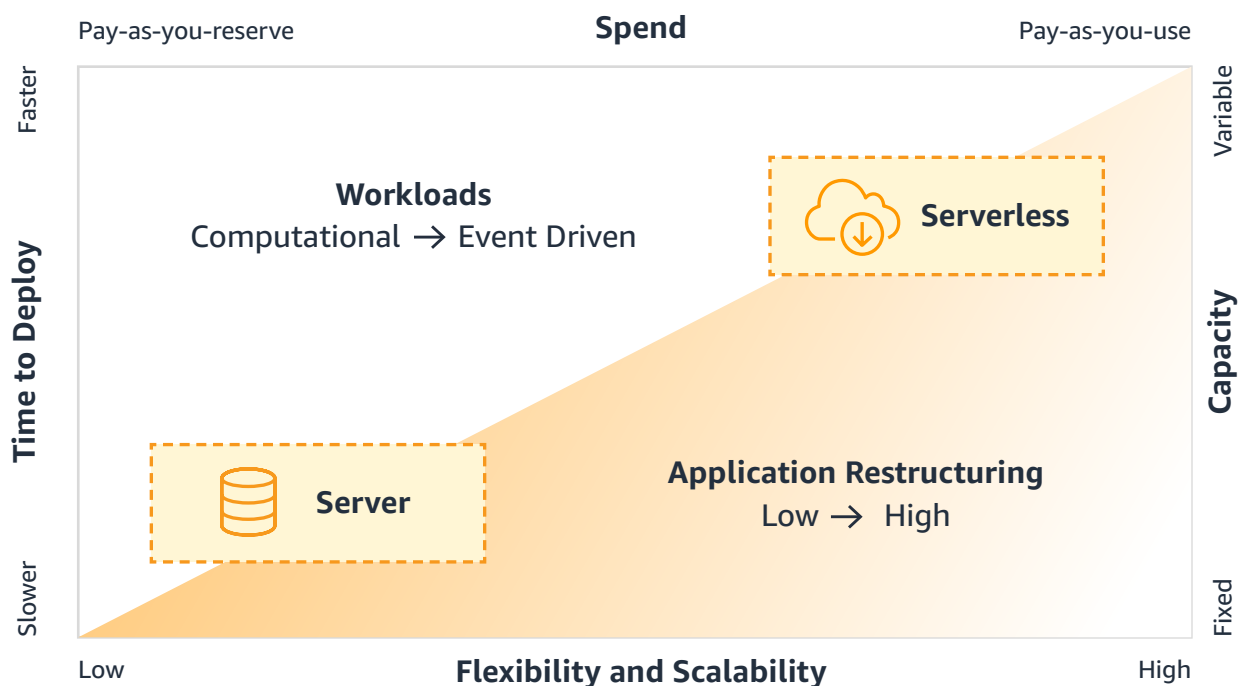 Pay-as-you-reserve
Spend
Pay-as-you-use
Faster
Variable
Workloads
Computational → Event Driven
Serverless
Time to Deploy
Capacity
Server
Application Restructuring
Low → High
Slower
Fixed
Low
Flexibility and Scalability
High